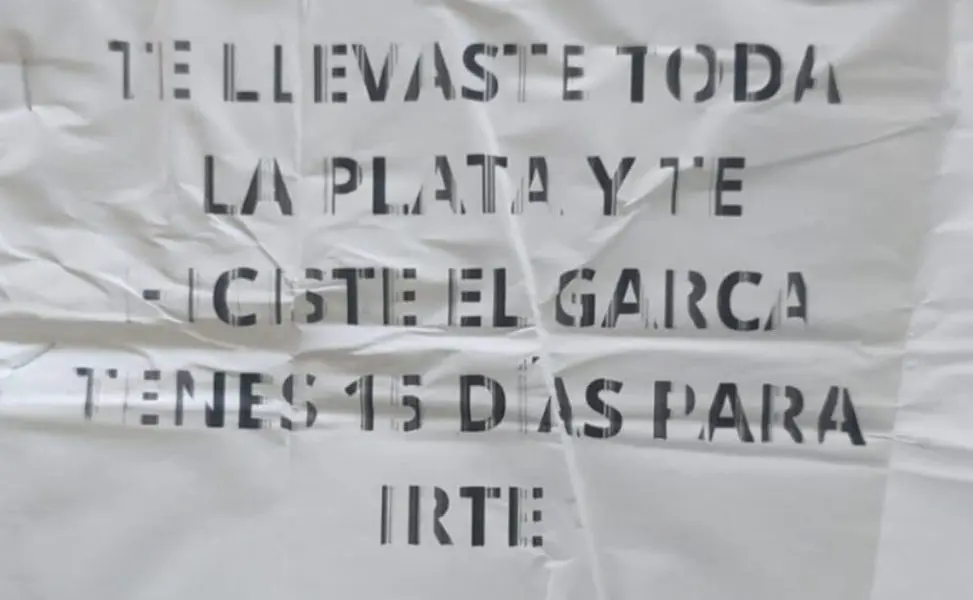 TE LLEVASTE TODA
LA PLATA Y TE
HICISTE EL GARCA
TENES 15 DÍAS PARA
IRTE